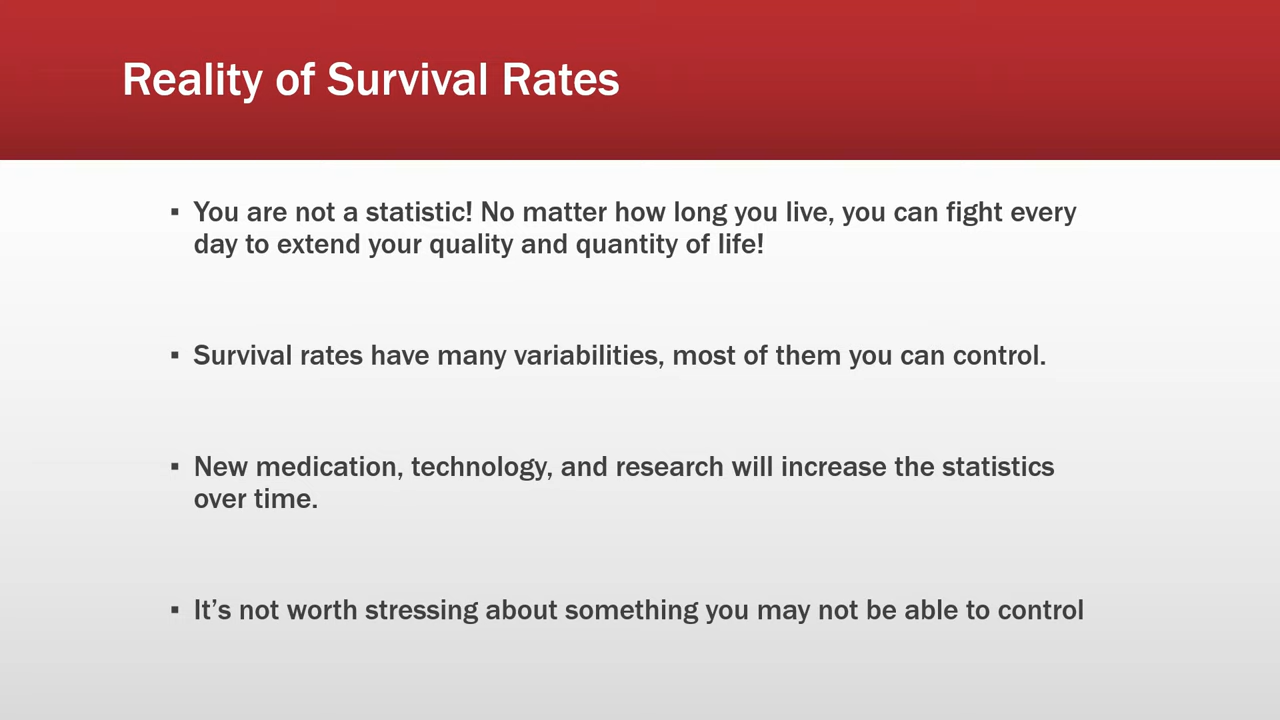 Reality of Survival Rates
▪ You are not a statistic! No matter how long you live, you can fight every
day to extend your quality and quantity of life!
▪ Survival rates have many variabilities, most of them you can control.
▪ New medication, technology, and research will increase the statistics
over time.
▪ It’s not worth stressing about something you may not be able to control